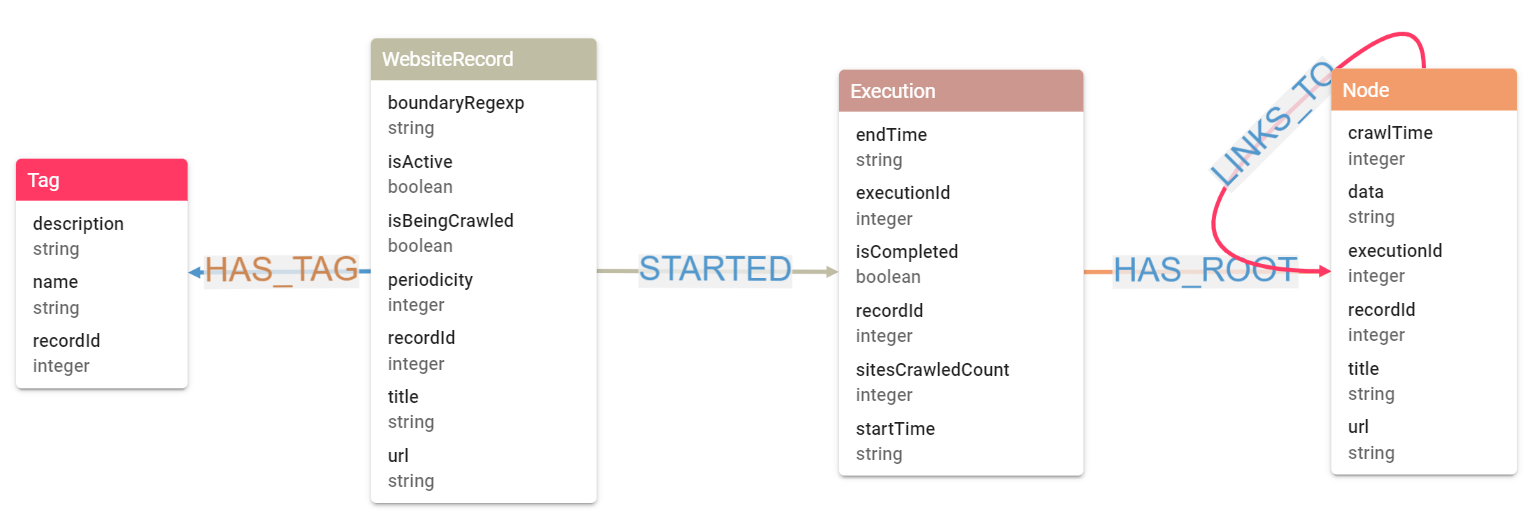 Tag
description
string
name
string
recordId
integer
HAS_TAG
WebsiteRecord
boundaryRegexp
string
isActive
boolean
isBeingCrawled
boolean
periodicity
integer
recordId
integer
title
string
url
string
STARTED
Execution
endTime
string
executionId
integer
isCompleted
boolean
recordId
integer
sitesCrawledCount
integer
startTime
string
HAS_ROOT
LINKS_TO
Node
crawlTime
integer
data
string
executionId
integer
recordId
integer
title
string
url
string